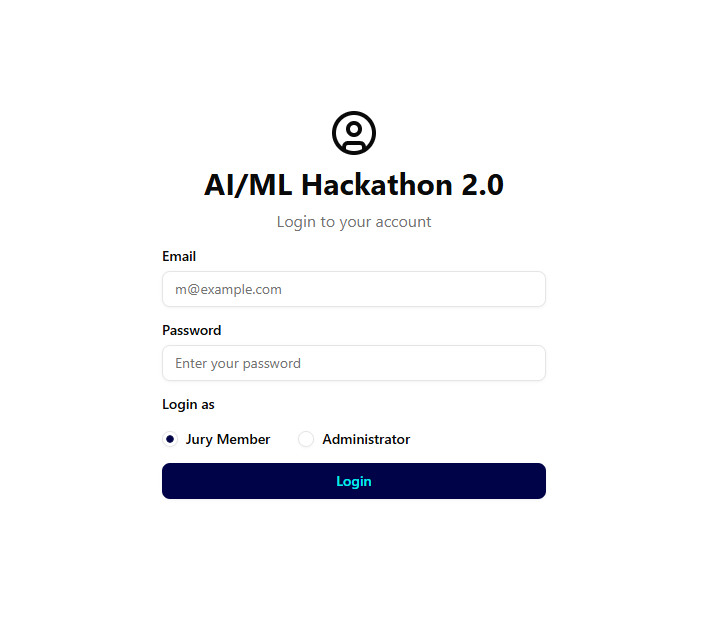 AI/ML Hackathon 2.0
Login to your account
Email
m@example.com
Password
Enter your password
Login as
Jury Member Administrator
Login